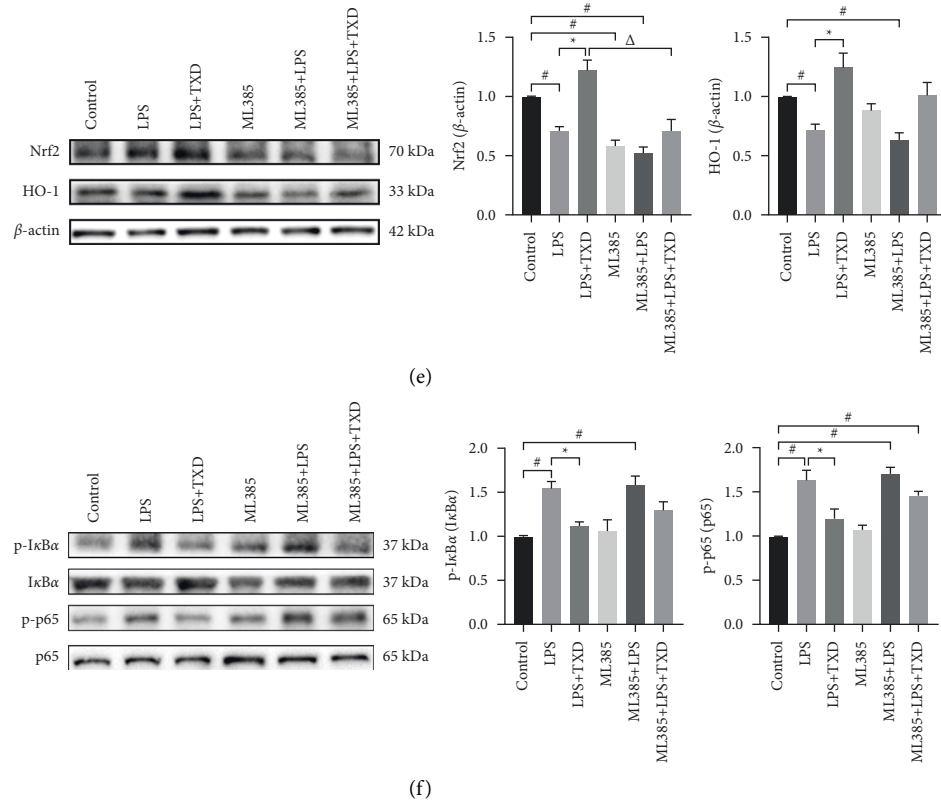 Control
LPS
LPS+TXD
ML385
ML385+LPS
ML385+LPS+TXD
Nrf2
70 kDa
HO-1
33 kDa
β-actin
42 kDa
Nrf2 (β-actin)
1.5
1.0
0.5
0.0
#
#
#
*
Δ
Control
LPS
LPS+TXD
ML385
ML385+LPS
ML385+LPS+TXD
HO-1 (β-actin)
1.5
1.0
0.5
0.0
#
#
*
Control
LPS
LPS+TXD
ML385
ML385+LPS
ML385+LPS+TXD
(e)
Control
LPS
LPS+TXD
ML385
ML385+LPS
ML385+LPS+TXD
p-IκBα
37 kDa
IκBα
37 kDa
p-p65
65 kDa
p65
65 kDa
p-IκBα (IκBα)
2.0
1.5
1.0
0.5
0.0
#
#
*
Control
LPS
LPS+TXD
ML385
ML385+LPS
ML385+LPS+TXD
p-p65 (p65)
2.0
1.5
1.0
0.5
0.0
#
#
#
*
Control
LPS
LPS+TXD
ML385
ML385+LPS
ML385+LPS+TXD
(f)